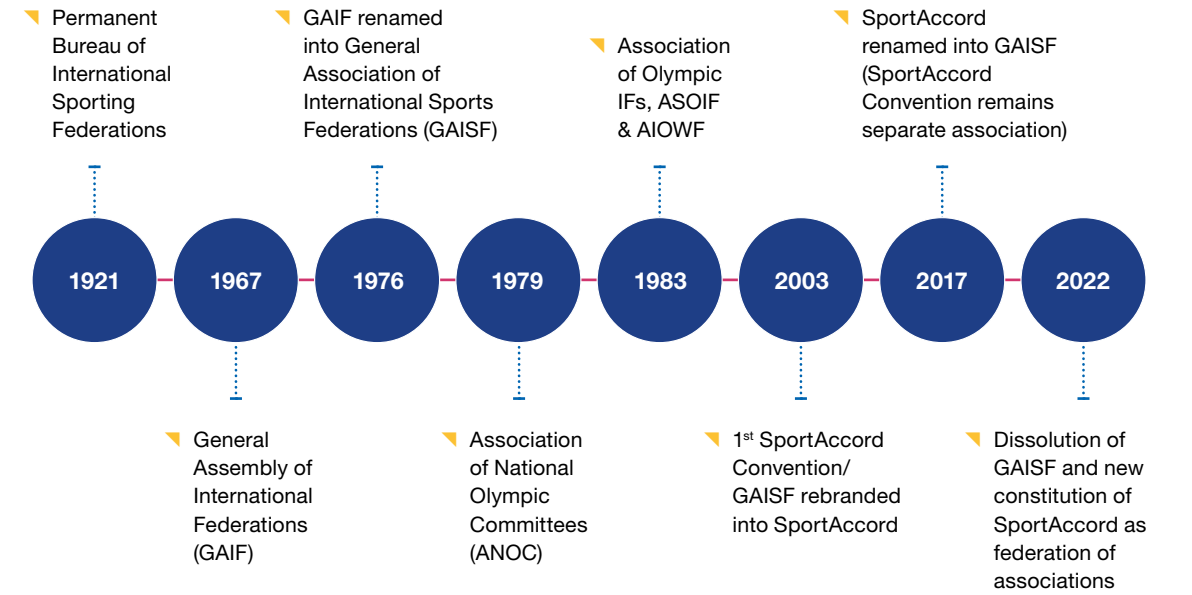 Permanent
Bureau of
International
Sporting
Federations
GAIF renamed
into General
Association of
International Sports
Federations (GAISF)
Association
of Olympic
IFs, ASOIF
& AIOWF
SportAccord
renamed into GAISF
(SportAccord
Convention remains
separate association)
1921
1967
1976
1979
1983
2003
2017
2022
General
Assembly of
International
Federations
(GAIF)
Association
of National
Olympic
Committees
(ANOC)
1st SportAccord
Convention/
GAISF rebranded
into SportAccord
Dissolution of
GAISF and new
constitution of
SportAccord as
federation of
associations